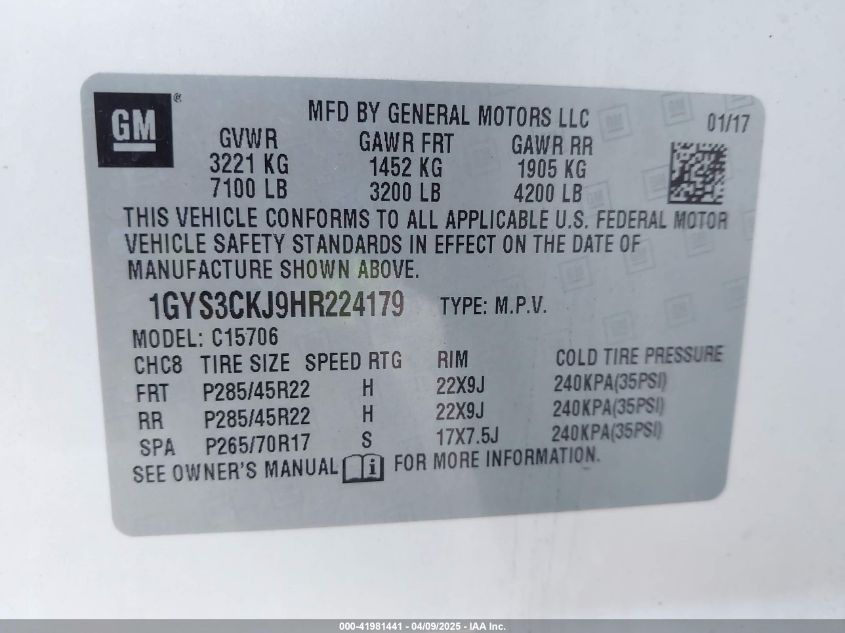 GM ®
MFD BY GENERAL MOTORS LLC 01/17
GVWR GAWR FRT GAWR RR
3221 KG 1452 KG 1905 KG
7100 LB 3200 LB 4200 LB
THIS VEHICLE CONFORMS TO ALL APPLICABLE U.S. FEDERAL MOTOR
VEHICLE SAFETY STANDARDS IN EFFECT ON THE DATE OF
MANUFACTURE SHOWN ABOVE.
1GYS3CKJ9HR224179 TYPE: M.P.V.
MODEL: C15706
CHC8 TIRE SIZE SPEED RTG RIM COLD TIRE PRESSURE
FRT P285/45R22 H 22X9J 240KPA(35PSI)
RR P285/45R22 H 22X9J 240KPA(35PSI)
SPA P265/70R17 S 17X7.5J 240KPA(35PSI)
SEE OWNER'S MANUAL i FOR MORE INFORMATION.
000-41981441 - 04/09/2025 - IAA Inc.